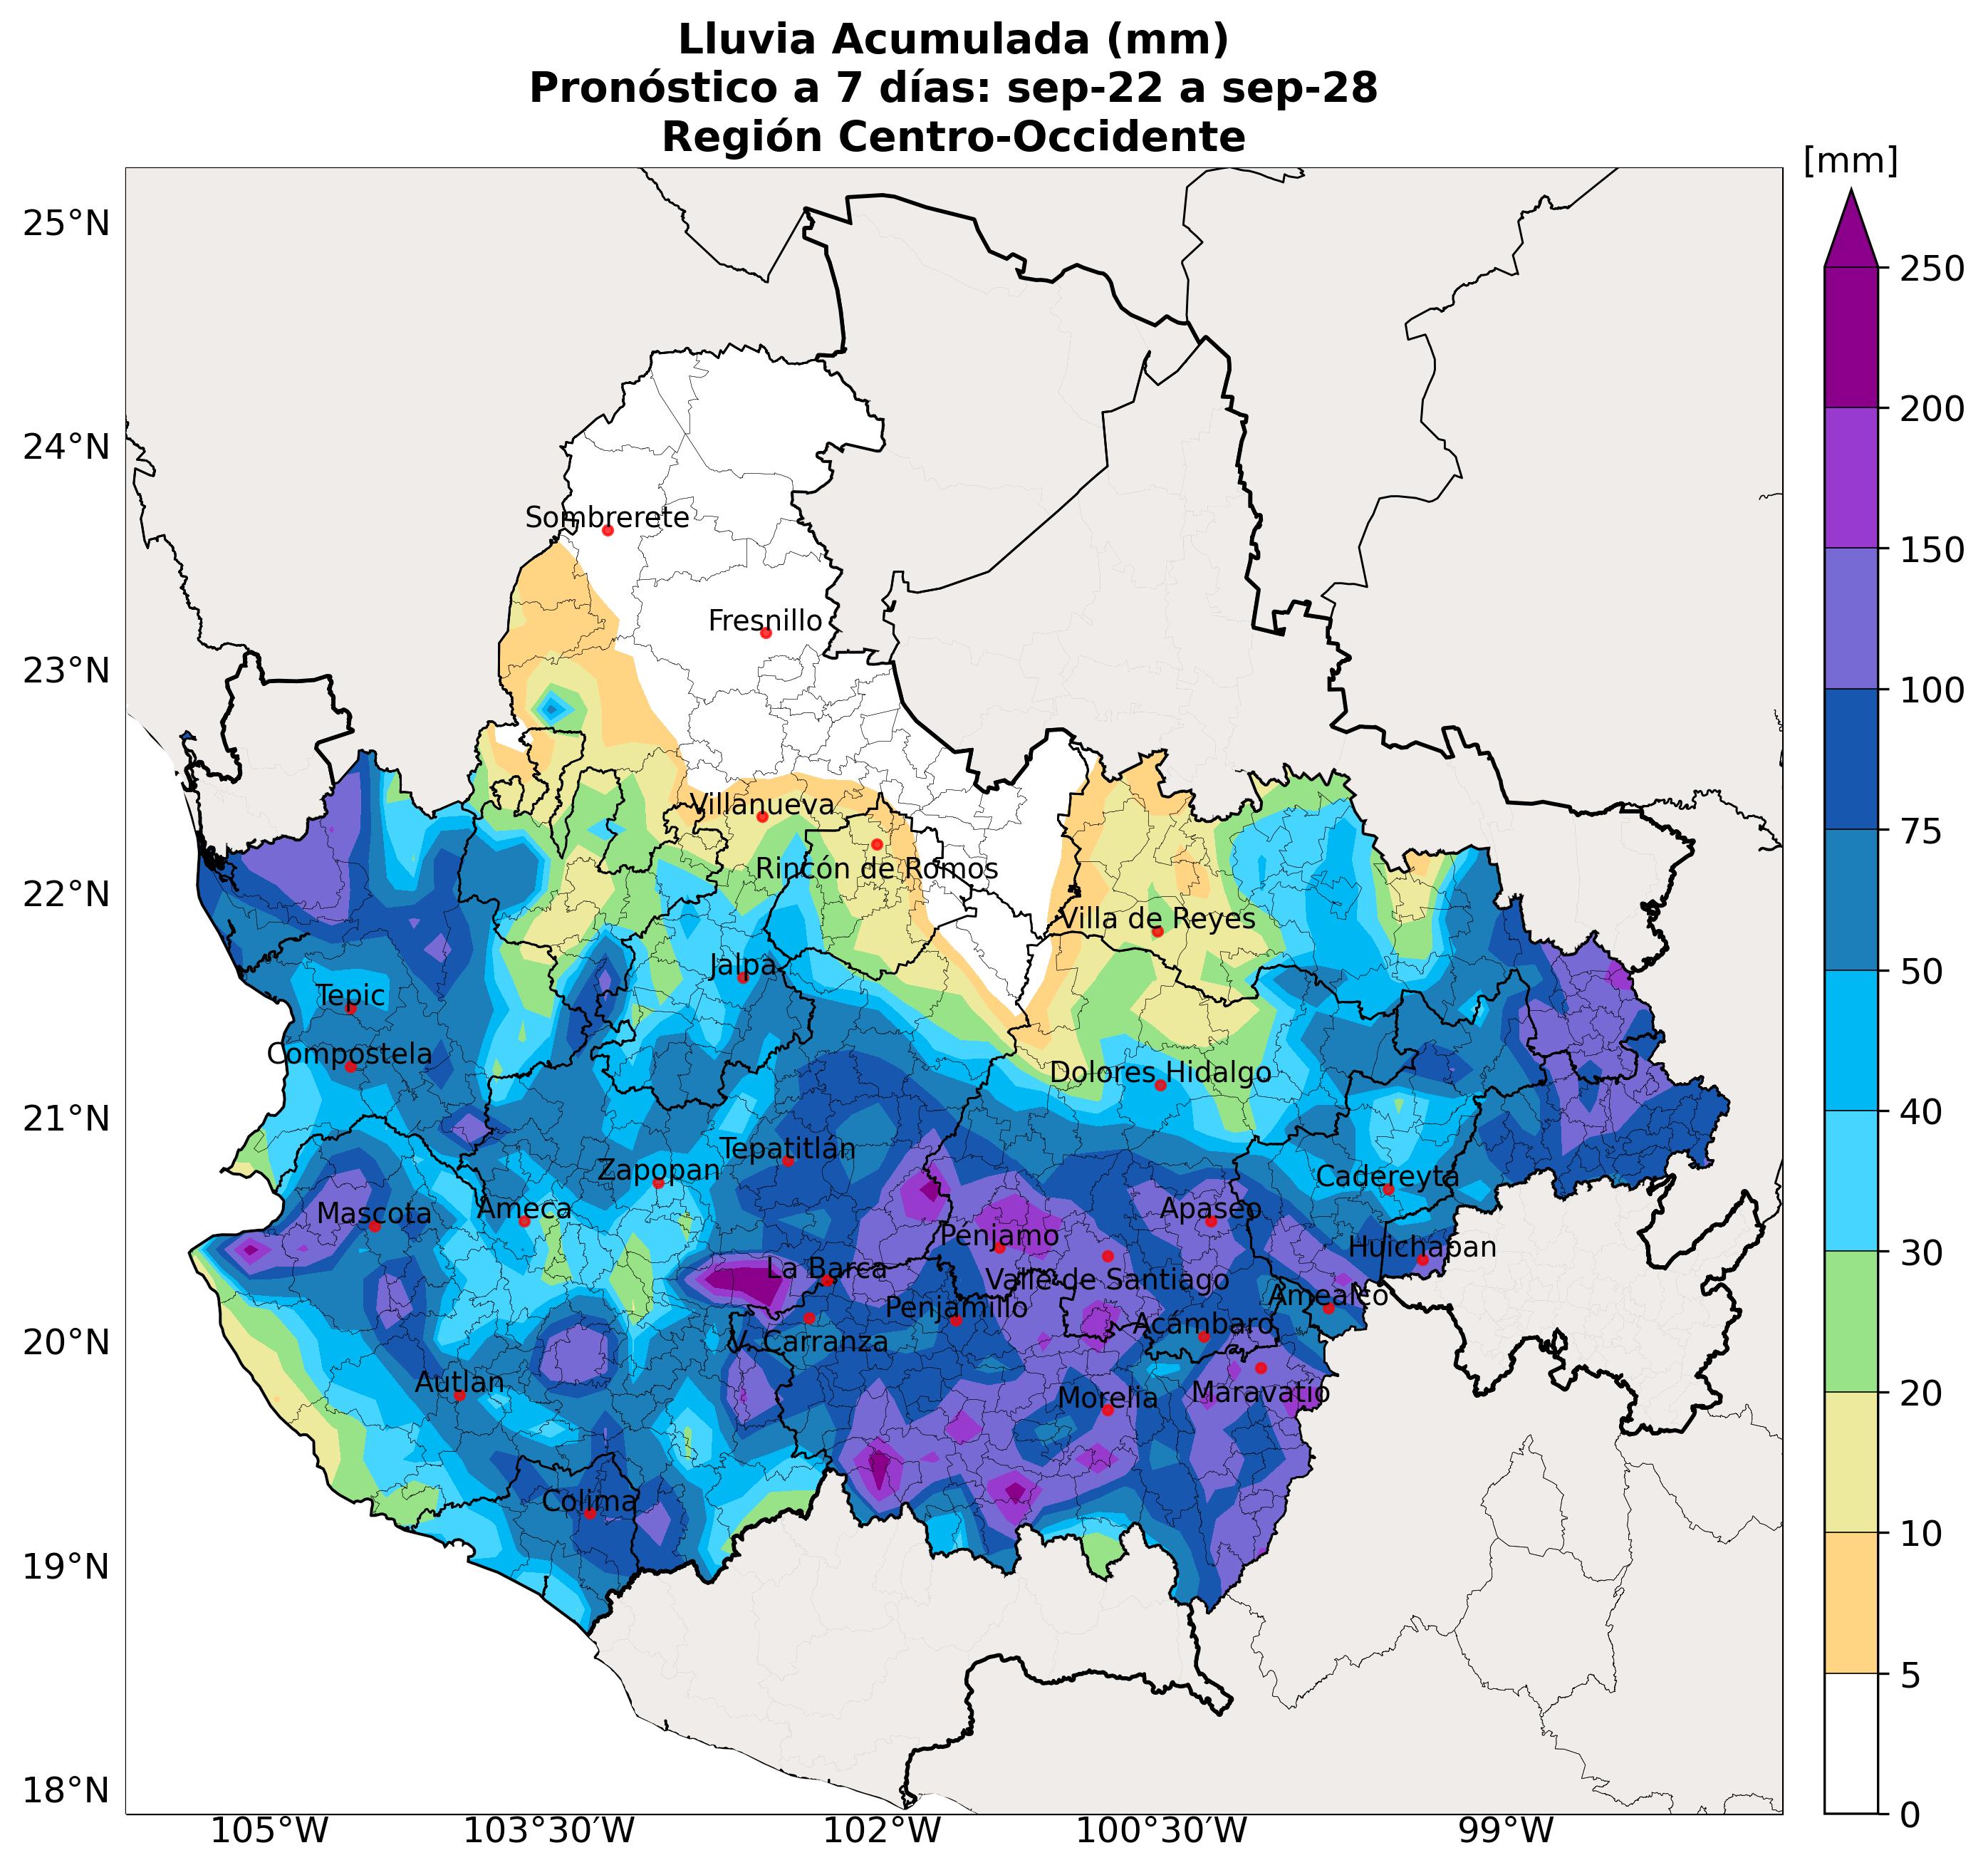 Lluvia Acumulada (mm)
Pronóstico a 7 días: sep-22 a sep-28
Región Centro-Occidente
[mm]
25°N
24°N
23°N
22°N
21°N
20°N
19°N
18°N
105°W
103°30'W
102°W
100°30'W
99°W
250
200
150
100
75
50
40
30
20
10
5
0
Sombrerete
Fresnillo
Villanueva
Rincón de Romos
Villa de Reyes
Jalpa
Tepic
Compostela
Dolores Hidalgo
Tepatitlán
Zapopan
Cadereyta
Mascota
Ameca
Apaseo
Pénjamo
Huichapan
La Barca
Valle de Santiago
Amealco
Penjamillo
Acámbaro
V. Carranza
Autlan
Morelia
Maravatío
Colima